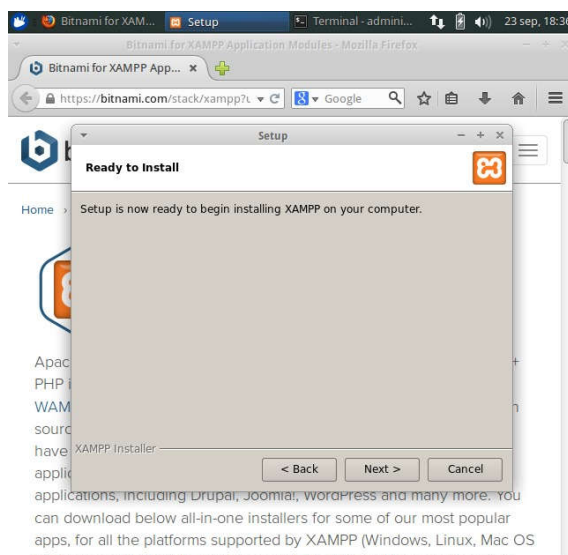 Bitnami for XAM... Setup Terminal - admini... 23 sep, 18:36
Bitnami for XAMPP Application Modules - Mozilla Firefox
Bitnami for XAMPP App...
https://bitnami.com/stack/xampp?u Google
Setup
b
Ready to Install
Home › Setup is now ready to begin installing XAMPP on your computer.
Apac
PHP i
WAM
sourc
have XAMPP Installer
applic < Back Next > Cancel
applications, including Drupal, Joomla!, WordPress and many more. You
can download below all-in-one installers for some of our most popular
apps, for all the platforms supported by XAMPP (Windows, Linux, Mac OS